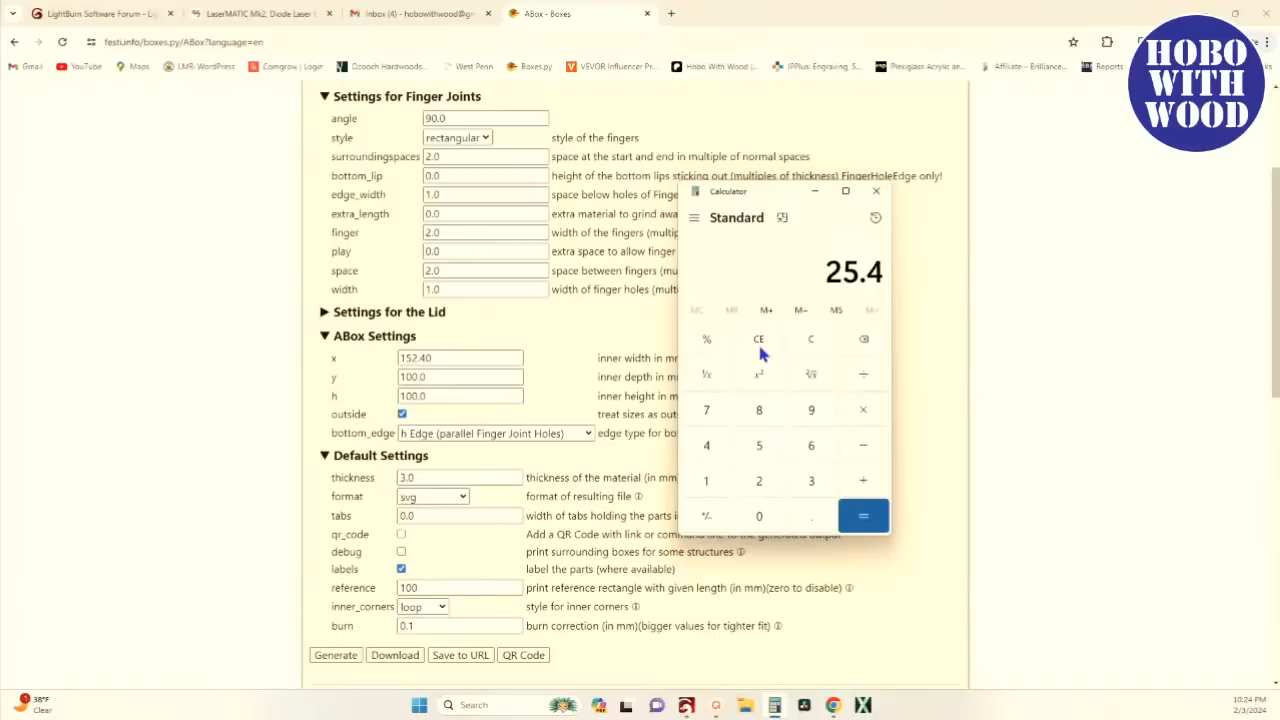 LightBurn Software Forum - Li
LaserMATIC Mk2, Diode Laser
Inbox (4) - hobowithwood@gm
ABox - Boxes
festi.info/boxes.py/ABox?language=en
Gmail
YouTube
Maps
LMR-WordPress
Comgrow | Login
Ocooch Hardwoods...
West Penn
Boxes.py
VEVOR Influencer Pr...
Hobo With Wood |...
JPPlus: Engraving, S...
Plexiglass Acrylic an...
Affiliate – Brilliance...
Reports
HOBO
WITH
WOOD
Settings for Finger Joints
angle 90.0
style rectangular style of the fingers
surroundingspaces 2.0 space at the start and end in multiple of normal spaces
bottom_lip 0.0 height of the bottom lips sticking out (multiples of thickness) FingerHoleEdge only!
edge_width 1.0 space below holes of Finge
extra_length 0.0 extra material to grind away
finger 2.0 width of the fingers (multip
play 0.0 extra space to allow finger
space 2.0 space between fingers (mu
width 1.0 width of finger holes (multi
Calculator
Standard
25.4
MC MR M+ M− MS M
% CE C
¹/x x² ²√x ÷
7 8 9 ×
4 5 6 −
1 2 3 +
+/− 0 . =
Settings for the Lid
ABox Settings
x 152.40 inner width in m
y 100.0 inner depth in m
h 100.0 inner height in m
outside treat sizes as outs
bottom_edge h Edge (parallel Finger Joint Holes) edge type for bo
Default Settings
thickness 3.0 thickness of the material (in mm
format svg format of resulting file
tabs 0.0 width of tabs holding the parts i
qr_code Add a QR Code with link or command line to the generated output
debug print surrounding boxes for some structures
labels label the parts (where available)
reference 100 print reference rectangle with given length (in mm)(zero to disable)
inner_corners loop style for inner corners
burn 0.1 burn correction (in mm)(bigger values for tighter fit)
Generate Download Save to URL QR Code
38°F
Clear
Search
10:24 PM
2/3/2024